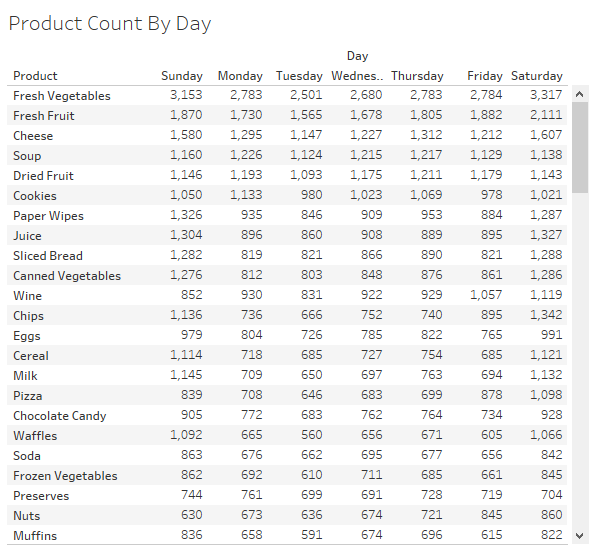 Product Count By Day
Day
Product Sunday Monday Tuesday Wednes.. Thursday Friday Saturday
Fresh Vegetables 3,153 2,783 2,501 2,680 2,783 2,784 3,317
Fresh Fruit 1,870 1,730 1,565 1,678 1,805 1,882 2,111
Cheese 1,580 1,295 1,147 1,227 1,312 1,212 1,607
Soup 1,160 1,226 1,124 1,215 1,217 1,129 1,138
Dried Fruit 1,146 1,193 1,093 1,175 1,211 1,179 1,143
Cookies 1,050 1,133 980 1,023 1,069 978 1,021
Paper Wipes 1,326 935 846 909 953 884 1,287
Juice 1,304 896 860 908 889 895 1,327
Sliced Bread 1,282 819 821 866 890 821 1,288
Canned Vegetables 1,276 812 803 848 876 861 1,286
Wine 852 930 831 922 929 1,057 1,119
Chips 1,136 736 666 752 740 895 1,342
Eggs 979 804 726 785 822 765 991
Cereal 1,114 718 685 727 754 685 1,121
Milk 1,145 709 650 697 763 694 1,132
Pizza 839 708 646 683 699 878 1,098
Chocolate Candy 905 772 683 762 764 734 928
Waffles 1,092 665 560 656 671 605 1,066
Soda 863 676 662 695 677 656 842
Frozen Vegetables 862 692 610 711 685 661 845
Preserves 744 761 699 691 728 719 704
Nuts 630 673 636 674 721 845 860
Muffins 836 658 591 674 696 615 822